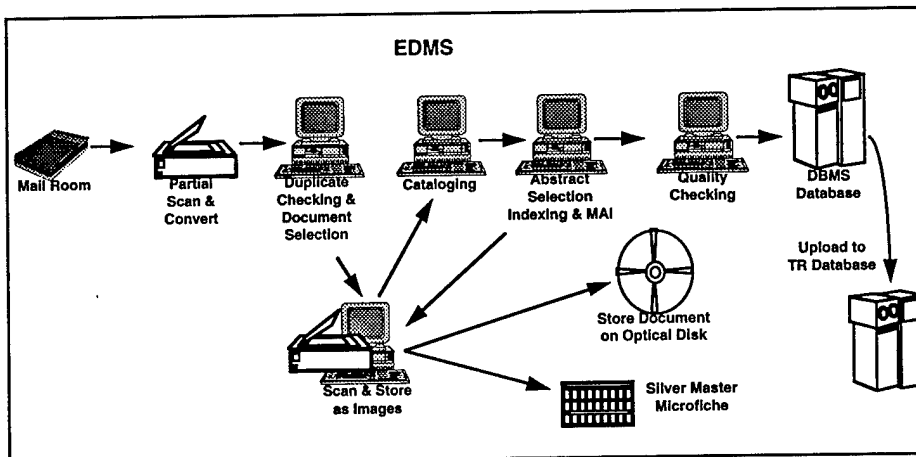 EDMS
Mail Room
Partial
Scan &
Convert
Duplicate
Checking &
Document
Selection
Cataloging
Abstract
Selection
Indexing & MAI
Quality
Checking
DBMS
Database
Upload to
TR Database
Scan & Store
as Images
Store Document
on Optical Disk
Silver Master
Microfiche